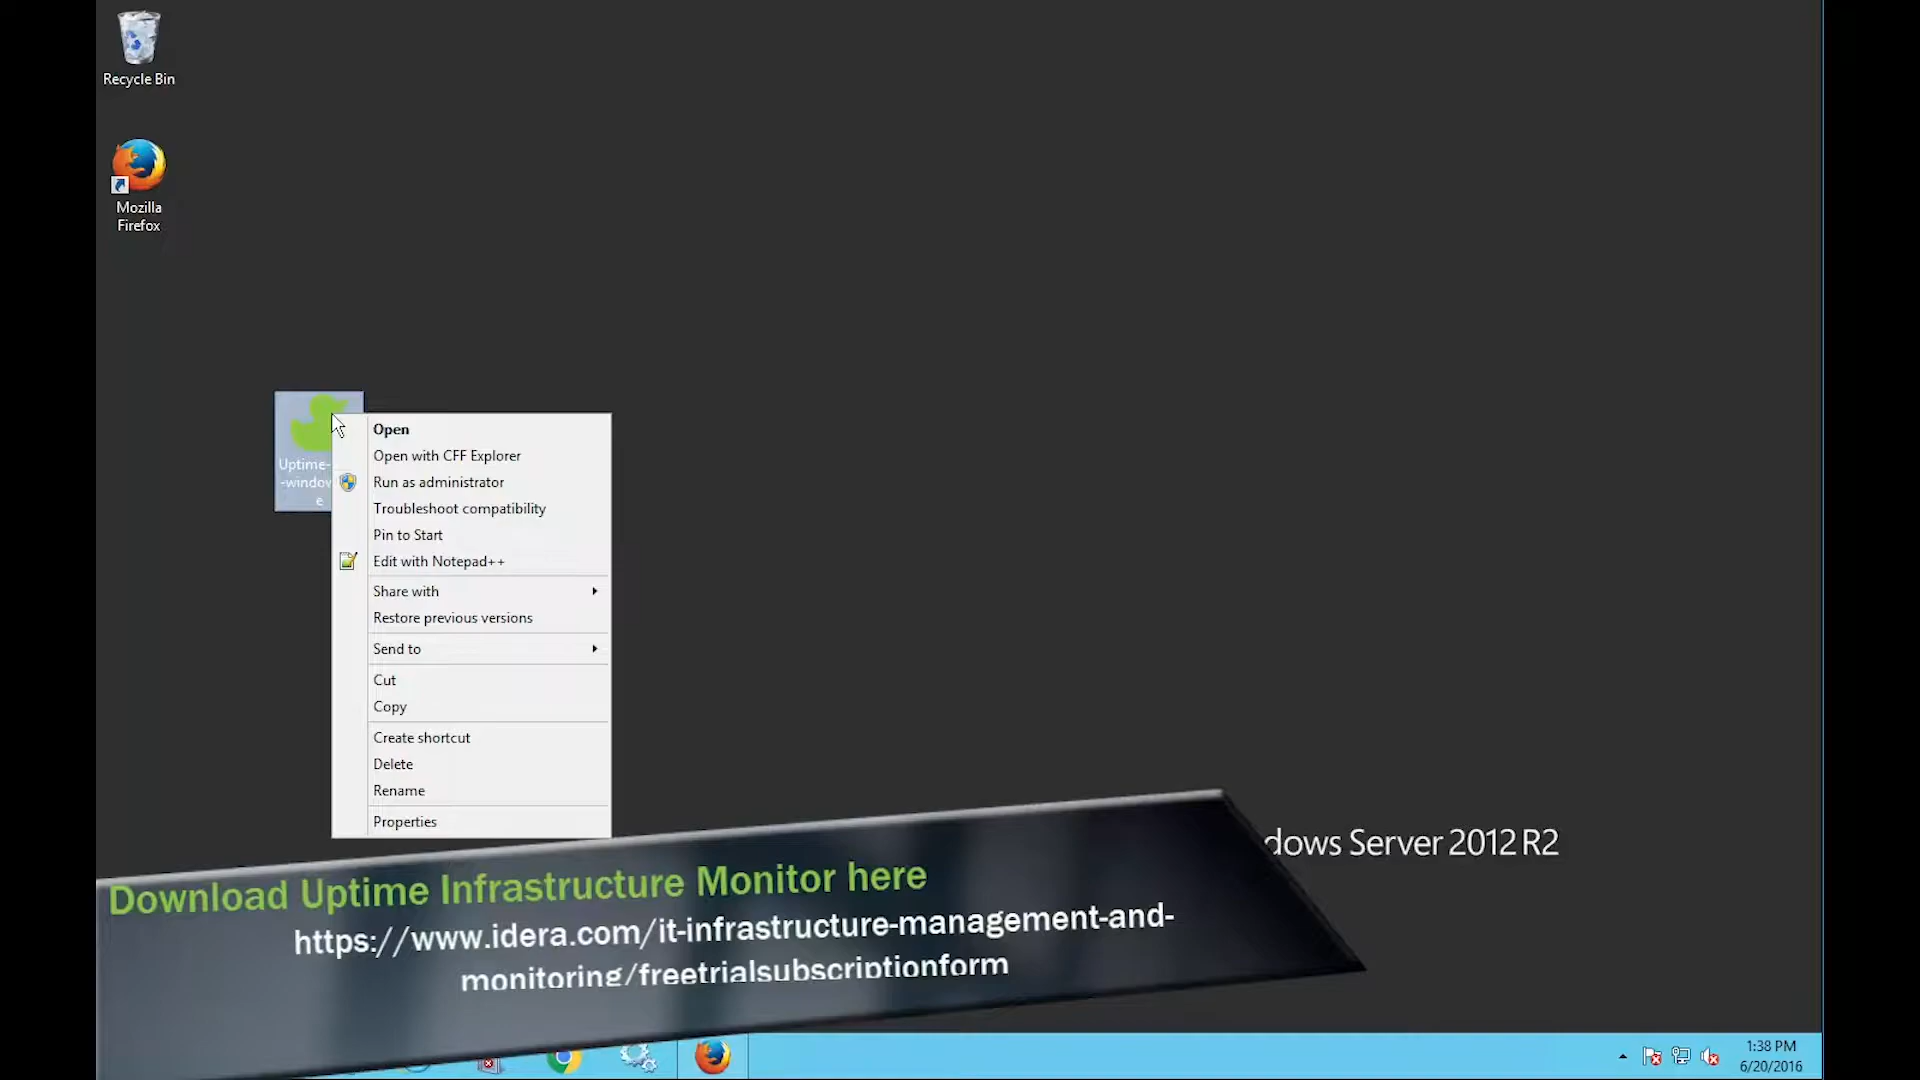 Recycle Bin
Mozilla
Firefox
Uptime-
-window
e
Open
Open with CFF Explorer
Run as administrator
Troubleshoot compatibility
Pin to Start
Edit with Notepad++
Share with
Restore previous versions
Send to
Cut
Copy
Create shortcut
Delete
Rename
Properties
dows Server 2012 R2
Download Uptime Infrastructure Monitor here
https://www.idera.com/it-infrastructure-management-and-
monitoring/freetrialsubscriptionform
1:38 PM
6/20/2016